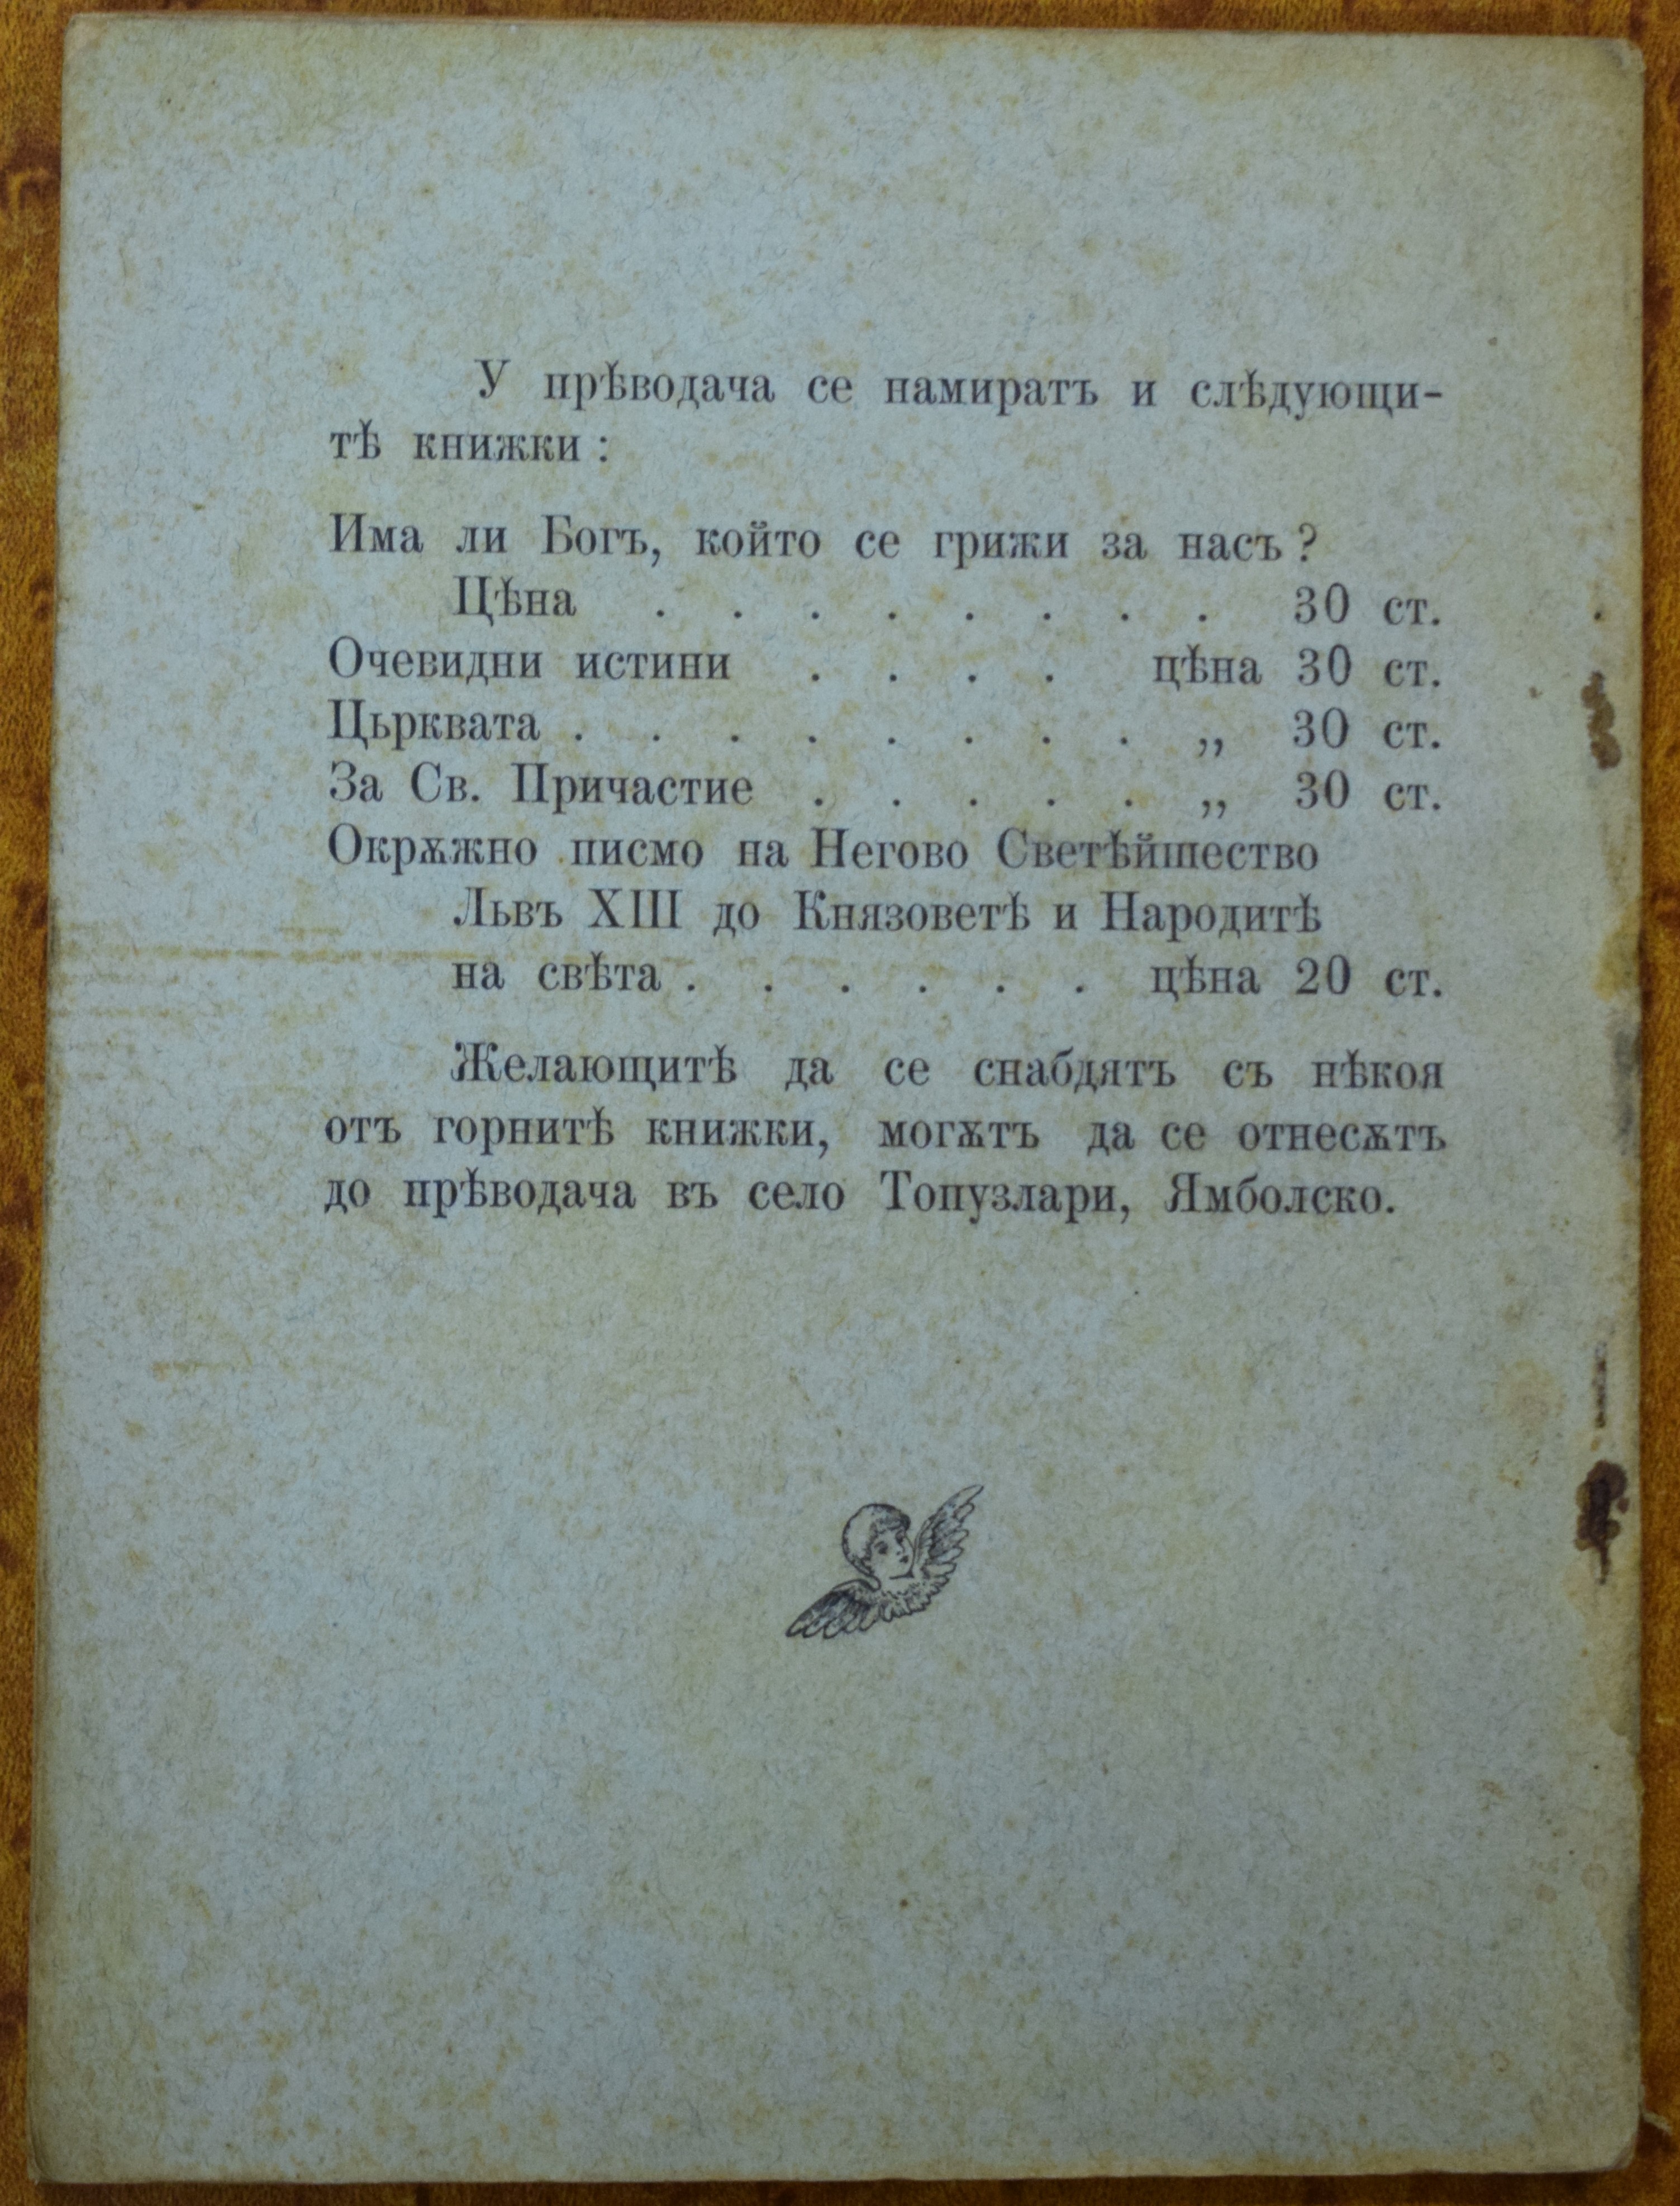 У прѣводача се намиратъ и слѣдующи-
тѣ книжки :
Има ли Богъ, който се грижи за насъ ?
Цѣна . . . . . . . . 30 ст.
Очевидни истини . . . . цѣна 30 ст.
Цьрквата . . . . . . . . „ 30 ст.
За Св. Причастие . . . . . „ 30 ст.
Окрѫжно писмо на Негово Светѣйшество
Львъ XIII до Князоветѣ и Народитѣ
на свѣта . . . . . . цѣна 20 ст.
Желающитѣ да се снабдятъ съ нѣкоя
отъ горнитѣ книжки, могѫтъ да се отнесѫтъ
до прѣводача въ село Топузлари, Ямболско.